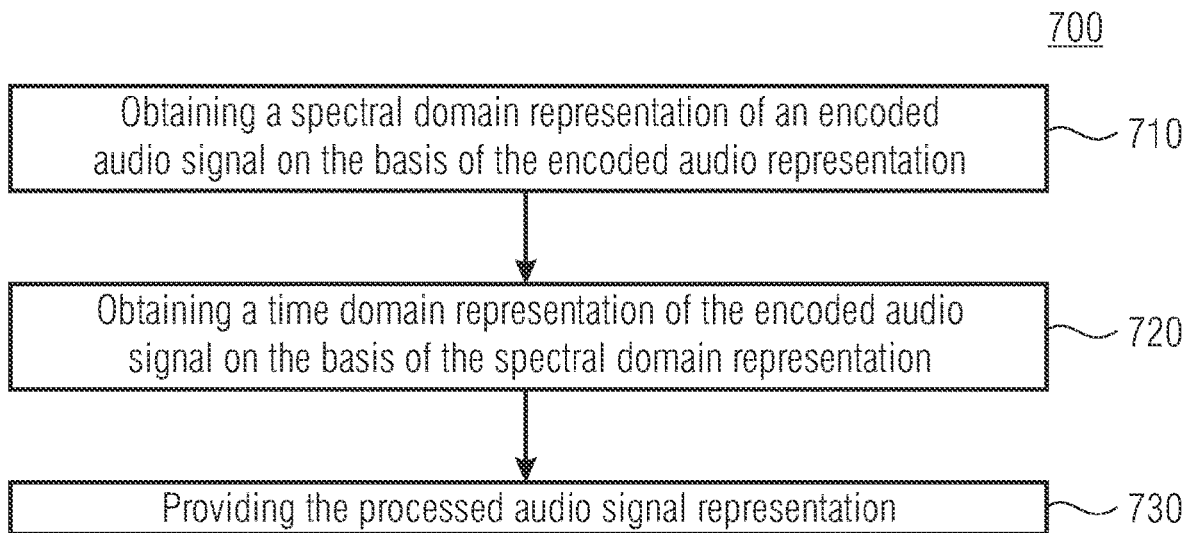 700
Obtaining a spectral domain representation of an encoded
audio signal on the basis of the encoded audio representation
710
Obtaining a time domain representation of the encoded audio
signal on the basis of the spectral domain representation
720
Providing the processed audio signal representation
730